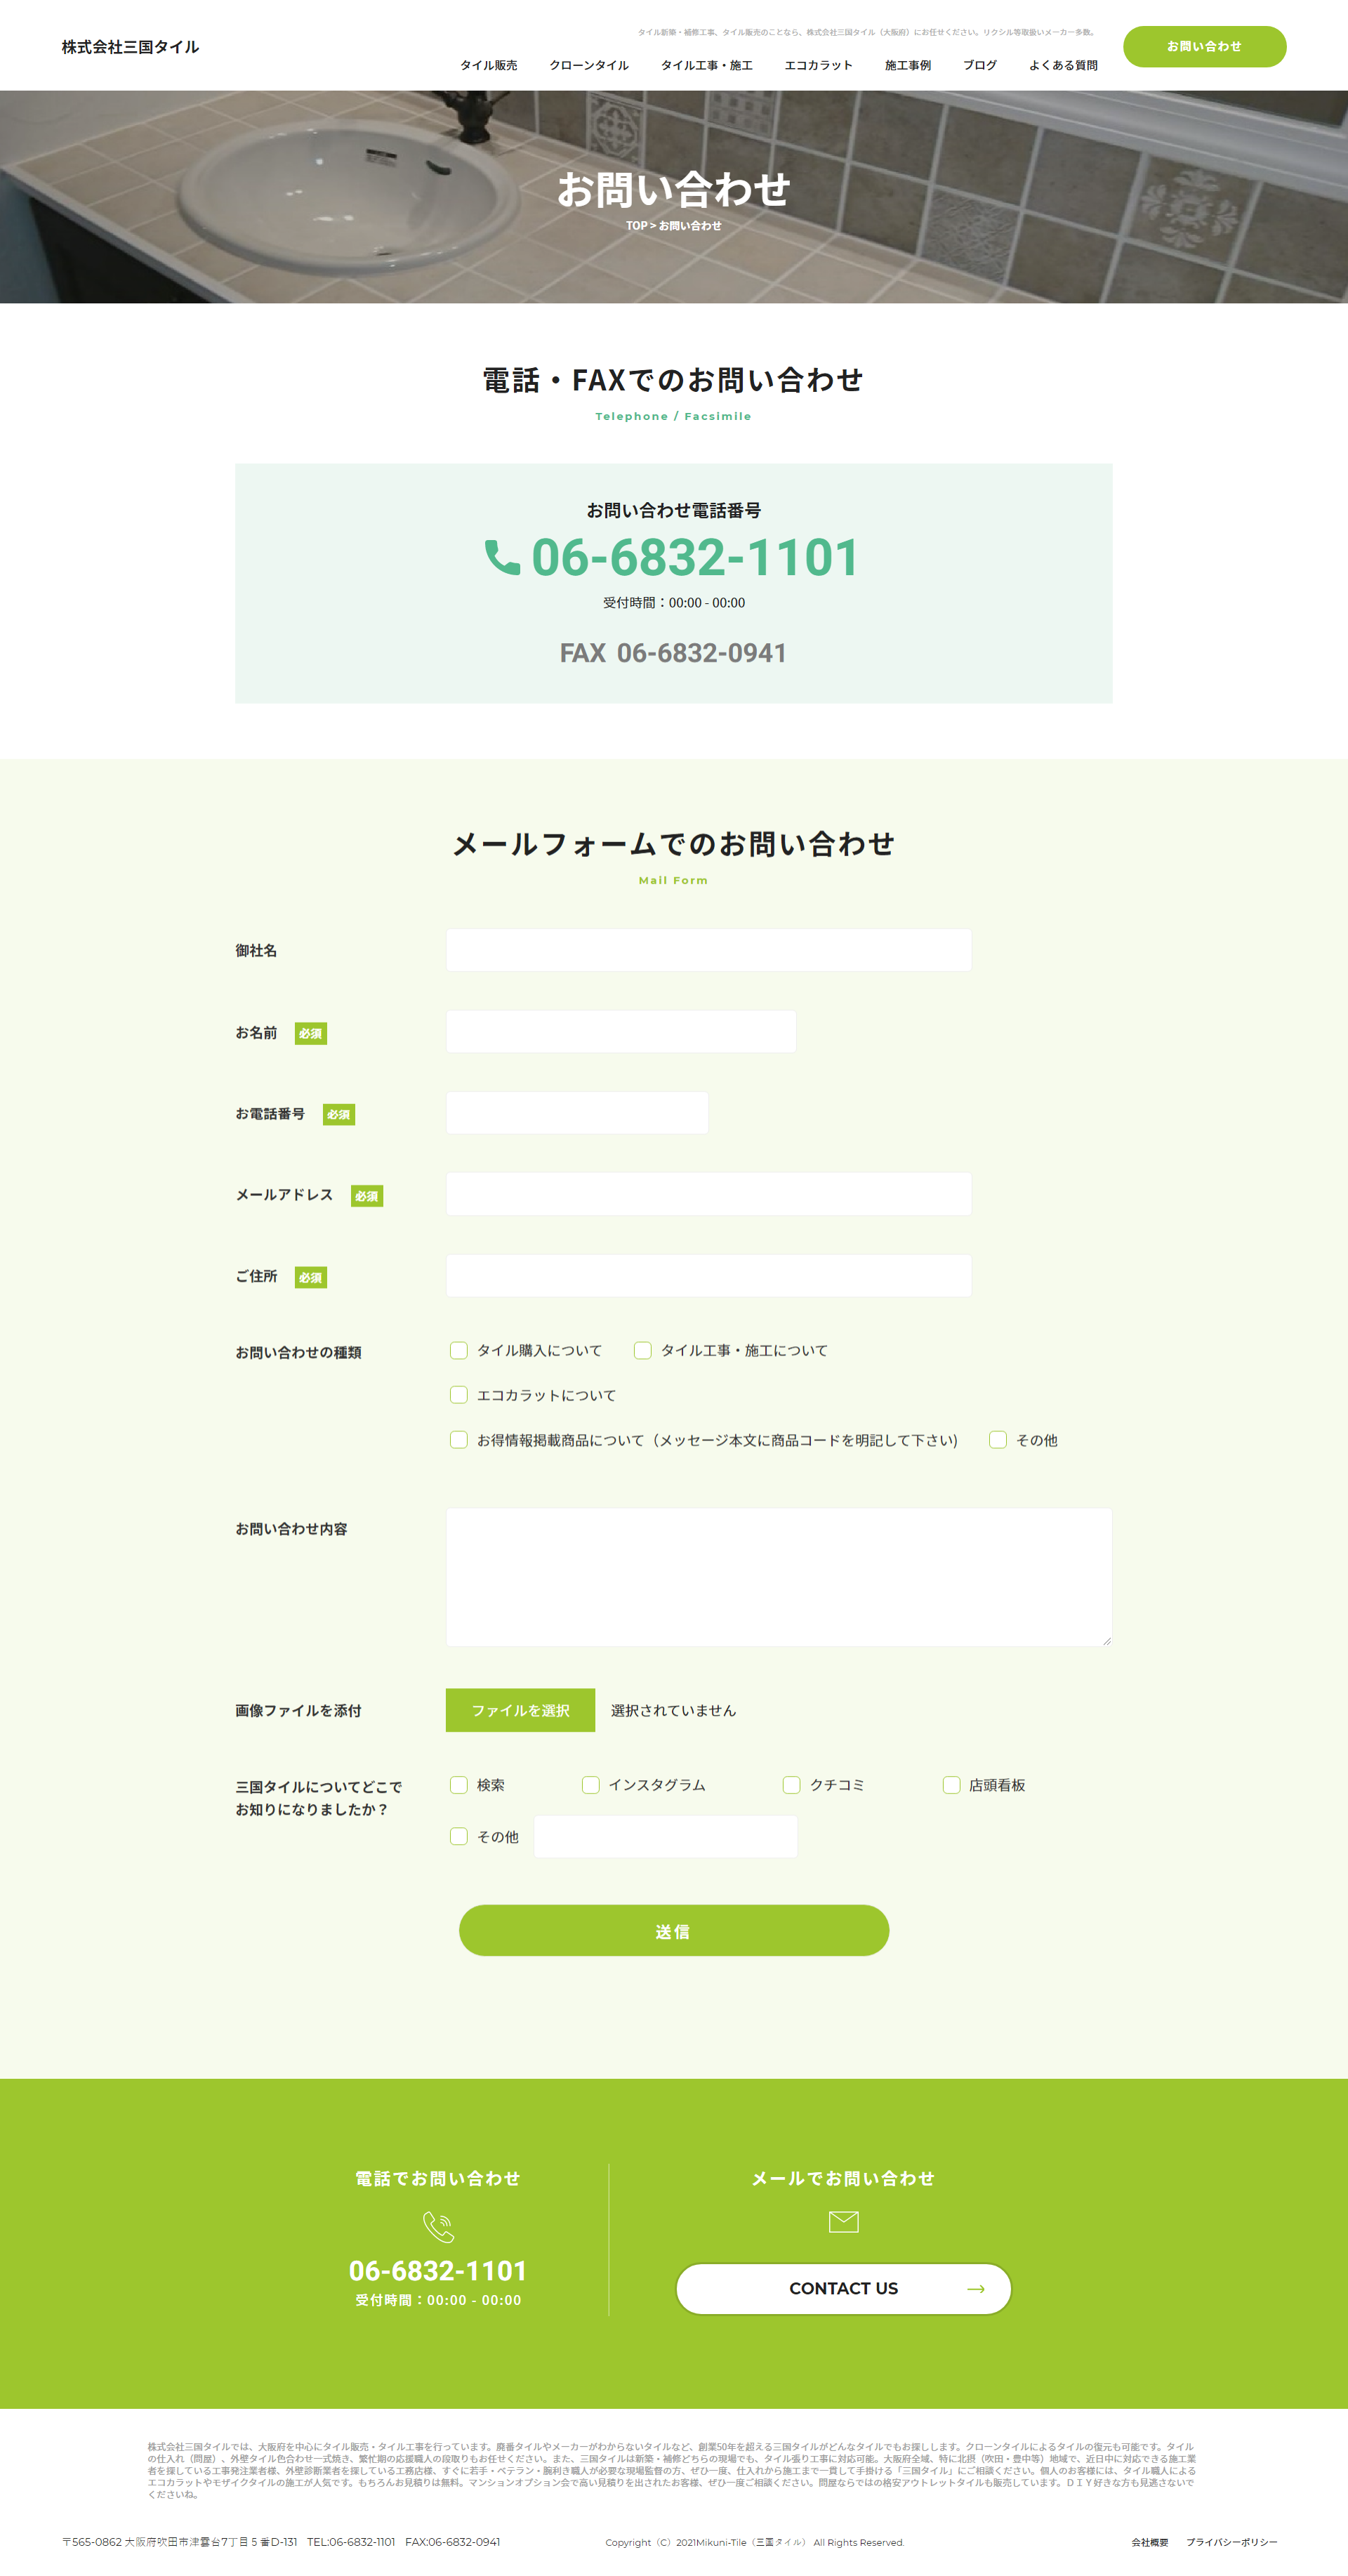 株式会社三国タイル
タイル新築・補修工事、タイル販売のことなら、株式会社三国タイル（大阪府）にお任せください。リクシル等取扱いメーカー多数。
お問い合わせ
タイル販売 クローンタイル タイル工事・施工 エコカラット 施工事例 ブログ よくある質問
お問い合わせ
TOP > お問い合わせ
電話・FAXでのお問い合わせ
Telephone / Facsimile
お問い合わせ電話番号
06-6832-1101
受付時間：00:00 - 00:00
FAX 06-6832-0941
メールフォームでのお問い合わせ
Mail Form
御社名
お名前 必須
お電話番号 必須
メールアドレス 必須
ご住所 必須
お問い合わせの種類
タイル購入について タイル工事・施工について
エコカラットについて
お得情報掲載商品について（メッセージ本文に商品コードを明記して下さい） その他
お問い合わせ内容
画像ファイルを添付 ファイルを選択 選択されていません
三国タイルについてどこで
お知りになりましたか？
検索 インスタグラム クチコミ 店頭看板
その他
送信
電話でお問い合わせ
06-6832-1101
受付時間：00:00 - 00:00
メールでお問い合わせ
CONTACT US
株式会社三国タイルでは、大阪府を中心にタイル販売・タイル工事を行っています。廃番タイルやメーカーがわからないタイルなど、創業50年を超える三国タイルがどんなタイルでもお探しします。クローンタイルによるタイルの復元も可能です。タイル
の仕入れ（問屋）、外壁タイル色合わせ一式焼き、繁忙期の応援職人の段取りもお任せください。また、三国タイルは新築・補修どちらの現場でも、タイル張り工事に対応可能。大阪府全域、特に北摂（吹田・豊中等）地域で、近日中に対応できる施工業
者を探している工事発注業者様、外壁診断業者を探している工務店様、すぐに若手・ベテラン・腕利き職人が必要な現場監督の方、ぜひ一度、仕入れから施工まで一貫して手掛ける「三国タイル」にご相談ください。個人のお客様には、タイル職人による
エコカラットやモザイクタイルの施工が人気です。もちろんお見積りは無料。マンションオプション会で高い見積りを出されたお客様、ぜひ一度ご相談ください。問屋ならではの格安アウトレットタイルも販売しています。ＤＩＹ好きな方も見逃さないで
くださいね。
〒565-0862 大阪府吹田市津雲台7丁目５番D-131 TEL:06-6832-1101 FAX:06-6832-0941
Copyright（C）2021Mikuni-Tile（三国タイル） All Rights Reserved.
会社概要 プライバシーポリシー